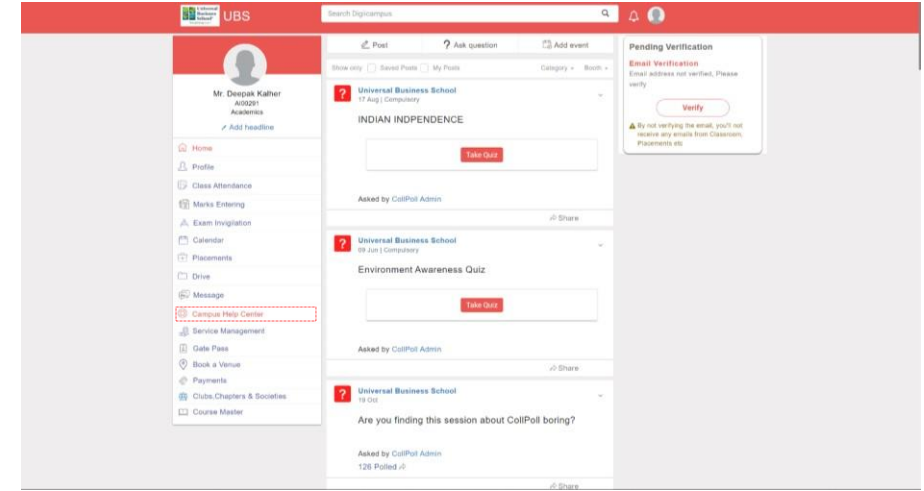 Universal
Business
School
UBS
Search Digicampus
Mr. Deepak Kalher
AI00291
Academics
Add headline
Home
Profile
Class Attendance
Marks Entering
Exam Invigilation
Calendar
Placements
Drive
Message
Campus Help Center
Service Management
Gate Pass
Book a Venue
Payments
Clubs,Chapters & Societies
Course Master
Post
? Ask question
Add event
Show only Saved Posts My Posts Category Booth
? Universal Business School
17 Aug | Compulsory
INDIAN INDPENDENCE
Take Quiz
Asked by CollPoll Admin
Share
? Universal Business School
09 Jun | Compulsory
Environment Awareness Quiz
Take Quiz
Asked by CollPoll Admin
Share
? Universal Business School
19 Oct
Are you finding this session about CollPoll boring?
Asked by CollPoll Admin
126 Polled
Share
Pending Verification
Email Verification
Email address not verified, Please
verify
Verify
By not verifying the email, you'll not
receive any emails from Classroom,
Placements etc